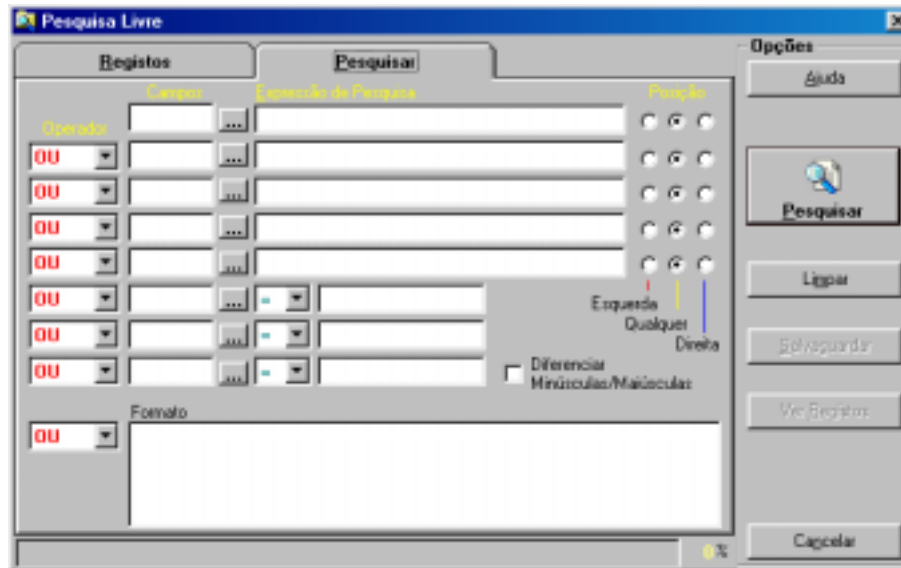 Pesquisa Livre
Registos
Pesquisar
Campos
Expressão de Pesquisa
Posição
Operador
...
OU
...
OU
...
OU
...
OU
...
OU
...
=
OU
...
=
OU
...
=
Esquerda
Qualquer
Direita
Diferenciar
Minúsculas/Maiúsculas
Formato
OU
0%
Opções
Ajuda
Pesquisar
Limpar
Salvaguardar
Ver Registos
Cancelar